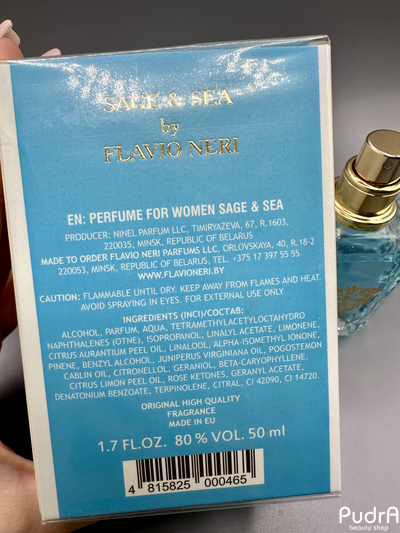 SAGE & SEA
by
FLAVIO NERI
EN: PERFUME FOR WOMEN SAGE & SEA
PRODUCER: NINEL PARFUM LLC, TIMIRYAZEVA, 67, R.1603,
220035, MINSK, REPUBLIC OF BELARUS
MADE TO ORDER FLAVIO NERI PARFUMS LLC, ORLOVSKAYA, 40, R.18-2
220053, MINSK, REPUBLIC OF BELARUS, TEL. +375 17 397 55 55
WWW.FLAVIONERI.BY
CAUTION: FLAMMABLE UNTIL DRY. KEEP AWAY FROM FLAMES AND HEAT.
AVOID SPRAYING IN EYES. FOR EXTERNAL USE ONLY
INGREDIENTS (INCI)/СОСТАВ:
ALCOHOL, PARFUM, AQUA, TETRAMETHYLACETYLOCTAHYDRO
NAPHTHALENES (OTNE), ISOPROPANOL, LINALYL ACETATE, LIMONENE,
CITRUS AURANTIUM PEEL OIL, LINALOOL, ALPHA-ISOMETHYL IONONE,
PINENE, BENZYL ALCOHOL, JUNIPERUS VIRGINIANA OIL, POGOSTEMON
CABLIN OIL, CITRONELLOL, GERANIOL, BETA-CARYOPHYLLENE,
CITRUS LIMON PEEL OIL, ROSE KETONES, GERANYL ACETATE,
DENATONIUM BENZOATE, TERPINOLENE, CITRAL, CI 42090, CI 14720.
ORIGINAL HIGH QUALITY
FRAGRANCE
MADE IN EU
1.7 FL.OZ. 80 % VOL. 50 ml
4 815825 000465
PudrA
beauty shop